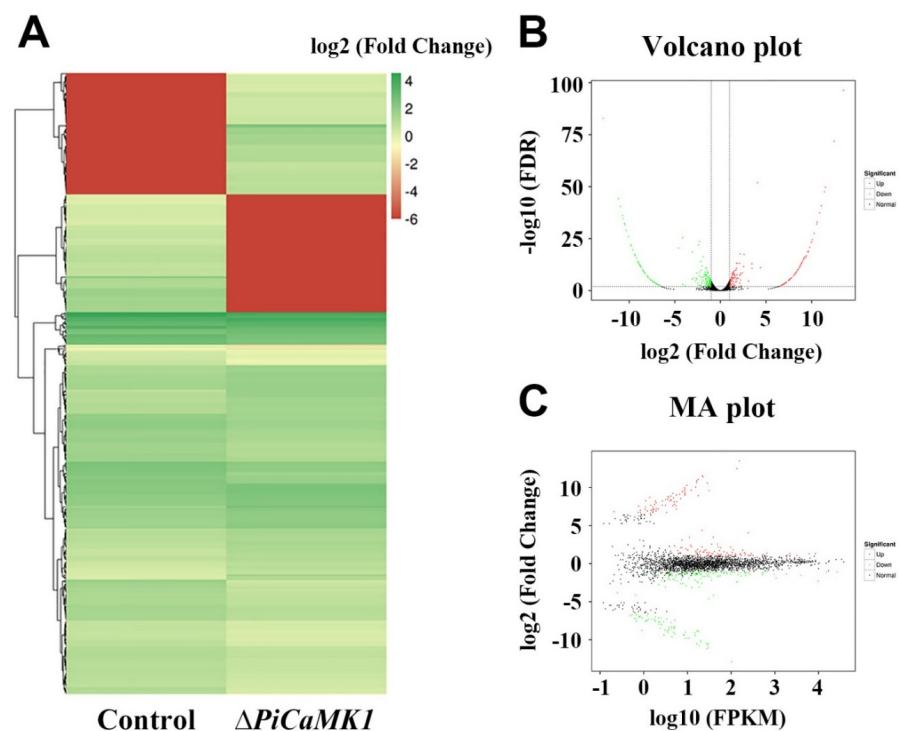 A
log2 (Fold Change)
4
2
0
-2
-4
-6
Control
ΔPiCaMK1
B
Volcano plot
-log10 (FDR)
100
75
50
25
0
-10
-5
0
5
10
log2 (Fold Change)
Significant
Up
Down
Normal
C
MA plot
log2 (Fold Change)
10
5
0
-5
-10
-1
0
1
2
3
4
log10 (FPKM)
Significant
Up
Down
Normal